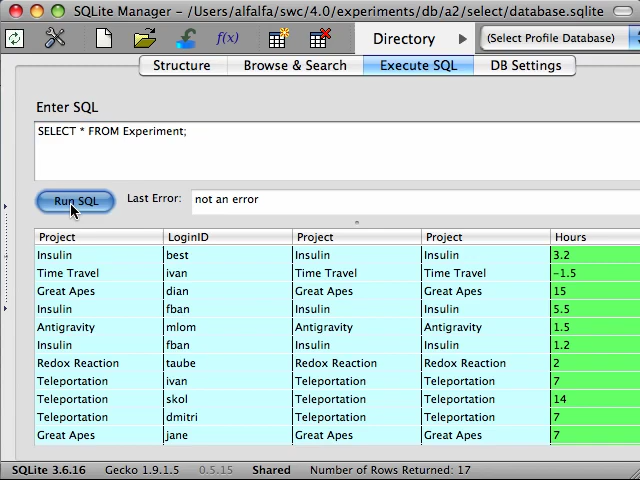 SQLite Manager - /Users/alfalfa/swc/4.0/experiments/db/a2/select/database.sqlite
f(x) Directory (Select Profile Database)
Structure Browse & Search Execute SQL DB Settings
Enter SQL
SELECT * FROM Experiment;
Run SQL Last Error: not an error
Project LoginID Project Project Hours
Insulin best Insulin Insulin 3.2
Time Travel ivan Time Travel Time Travel −1.5
Great Apes dian Great Apes Great Apes 15
Insulin fban Insulin Insulin 5.5
Antigravity mlom Antigravity Antigravity 1.5
Insulin fban Insulin Insulin 1.2
Redox Reaction taube Redox Reaction Redox Reaction 2
Teleportation ivan Teleportation Teleportation 7
Teleportation skol Teleportation Teleportation 14
Teleportation dmitri Teleportation Teleportation 7
Great Apes jane Great Apes Great Apes 7
SQLite 3.6.16 Gecko 1.9.1.5 0.5.15 Shared Number of Rows Returned: 17